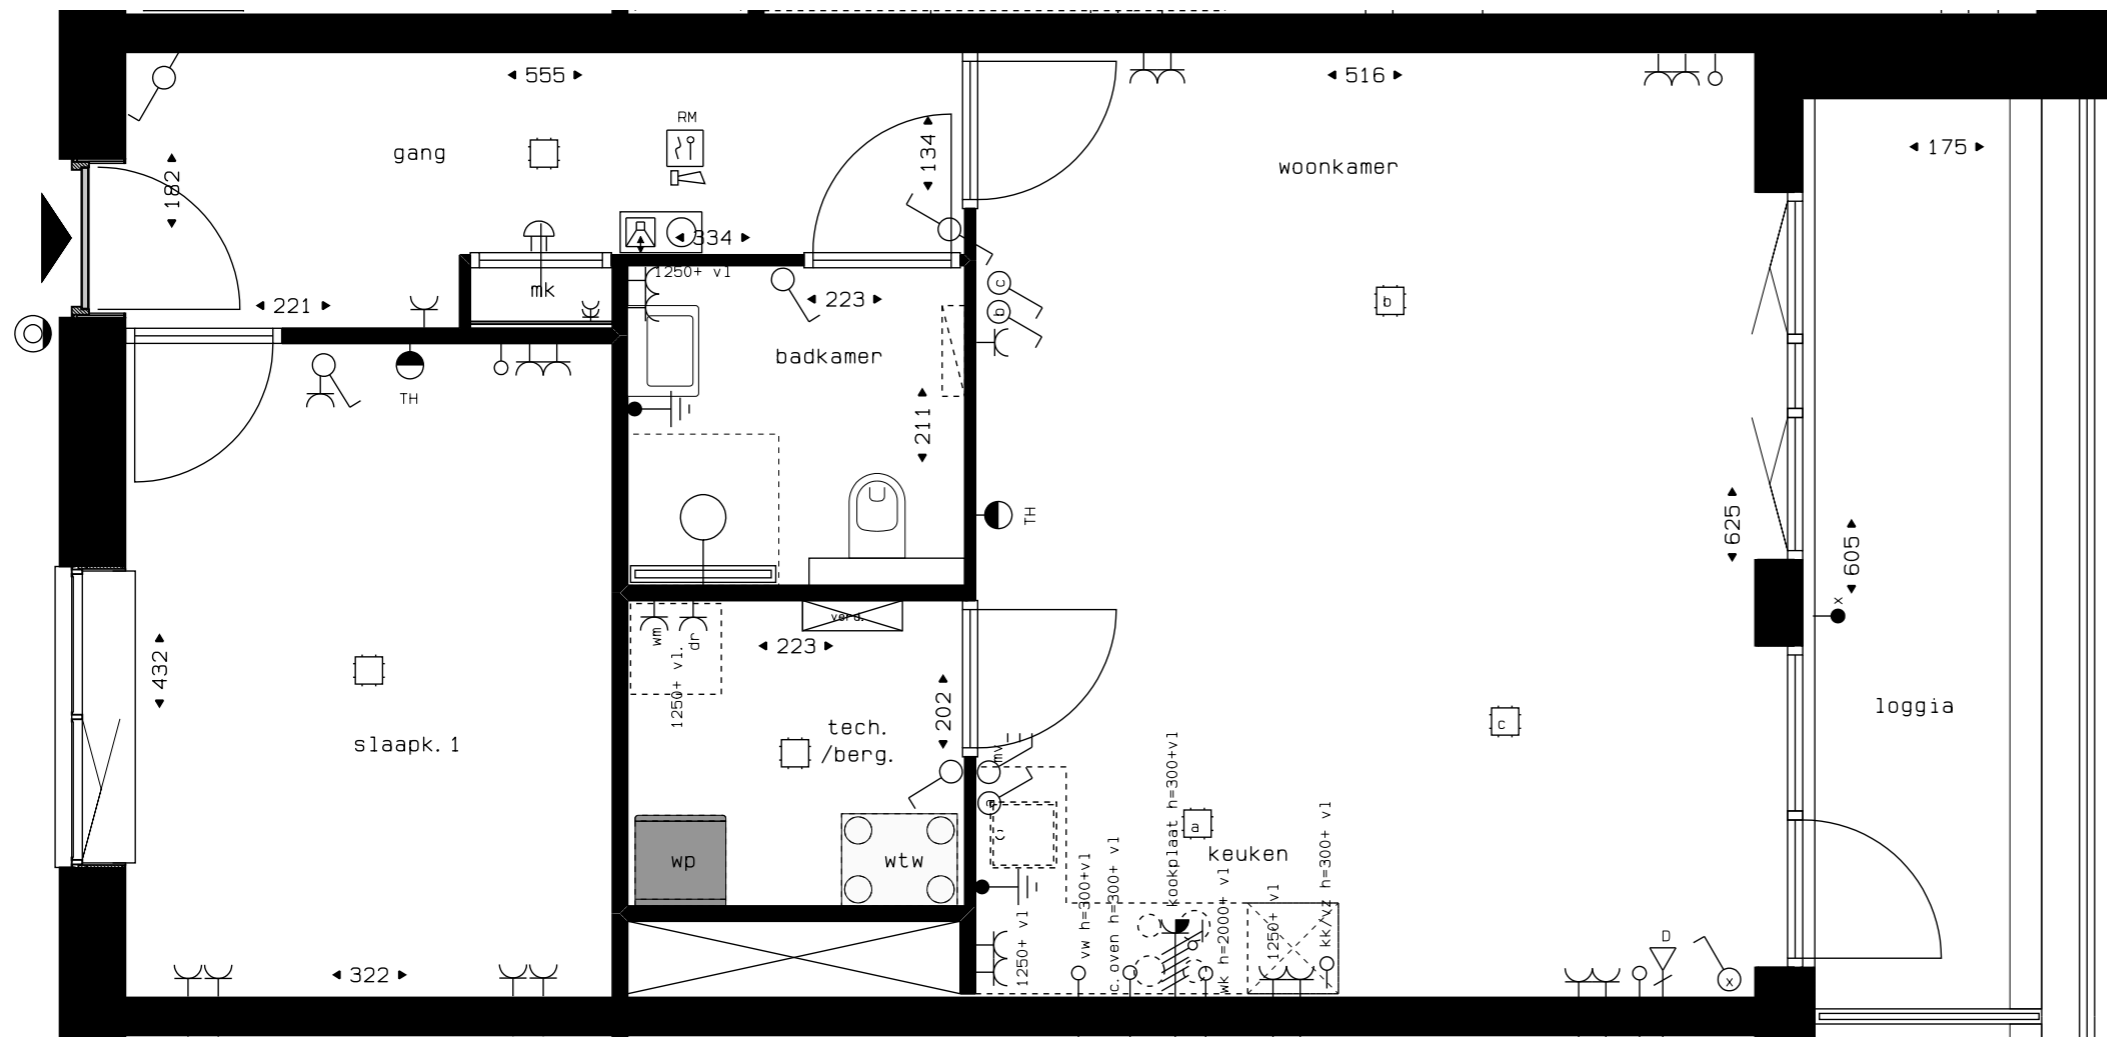 555
516
RM
134
gang
woonkamer
175
182
334
1250+ vl
221
mk
223
c
b
b
badkamer
TH
211
TH
625
605
x
wm
dr
verd.
223
1250+ vl.
432
202
loggia
slaapk. 1
tech.
/berg.
c
mv
a
a
keuken
wp
wtw
kookplaat h=300+vl
vw h=300+vl
c. oven h=300+ vl
wk h=2000+ vl
1250+ vl
kk/vz h=300+ vl
1250+ vl
D
322
x